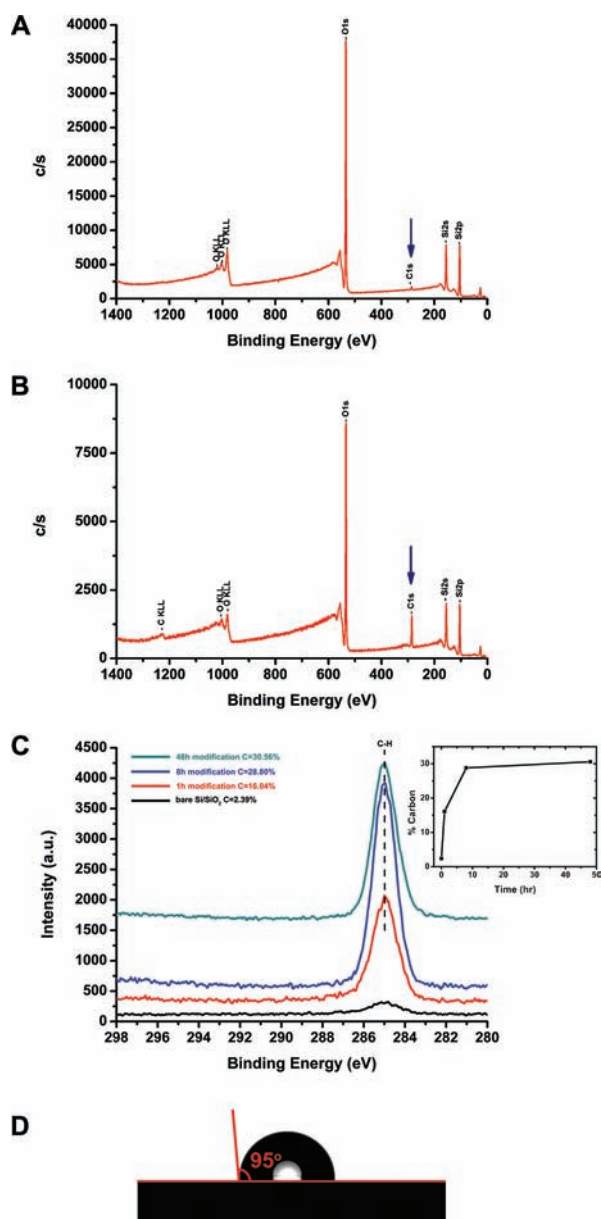 A
40000
35000
30000
25000
20000
15000
10000
5000
0
c/s
O KLL
O KLL
O KLL
O1s
C1s
Si2s
Si2p
1400 1200 1000 800 600 400 200 0
Binding Energy (eV)
B
10000
7500
5000
2500
0
c/s
C KLL
O KLL
O KLL
O1s
C1s
Si2s
Si2p
1400 1200 1000 800 600 400 200 0
Binding Energy (eV)
C
4500
4000
3500
3000
2500
2000
1500
1000
500
0
Intensity (a.u.)
48h modification C=30.56%
8h modification C=28.80%
1h modification C=16.04%
bare Si/SiO2 C=2.39%
C-H
30
20
10
0
% Carbon
0 10 20 30 40 50
Time (hr)
298 296 294 292 290 288 286 284 282 280
Binding Energy (eV)
D
95°